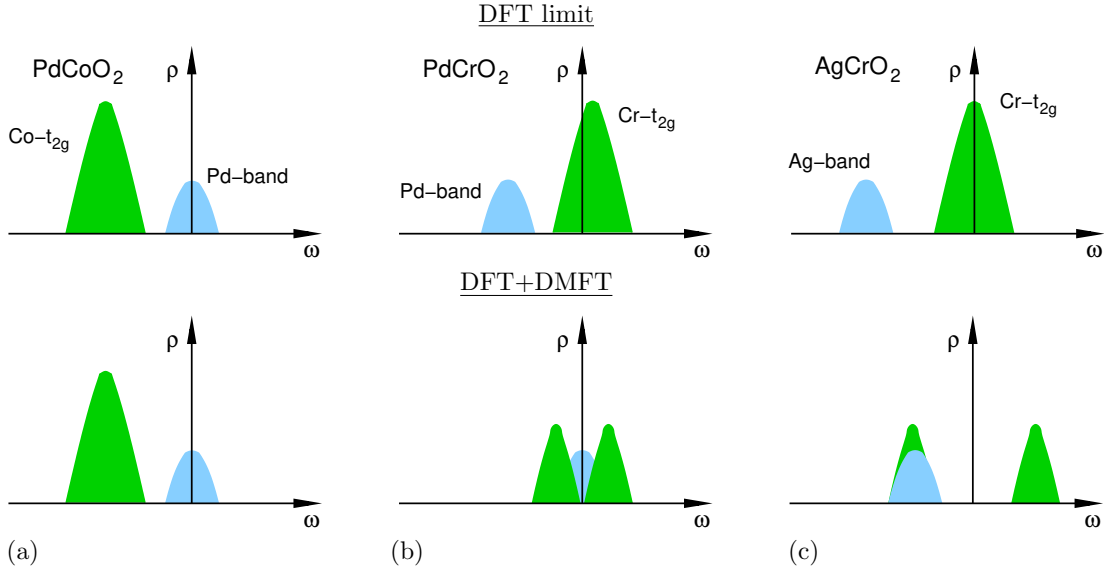 DFT limit
PdCoO₂
ρ
Co−t₂g
Pd−band
ω
PdCrO₂
ρ
Cr−t₂g
Pd−band
ω
AgCrO₂
ρ
Cr−t₂g
Ag−band
ω
DFT+DMFT
ρ
ω
ρ
ω
ρ
ω
(a)
(b)
(c)